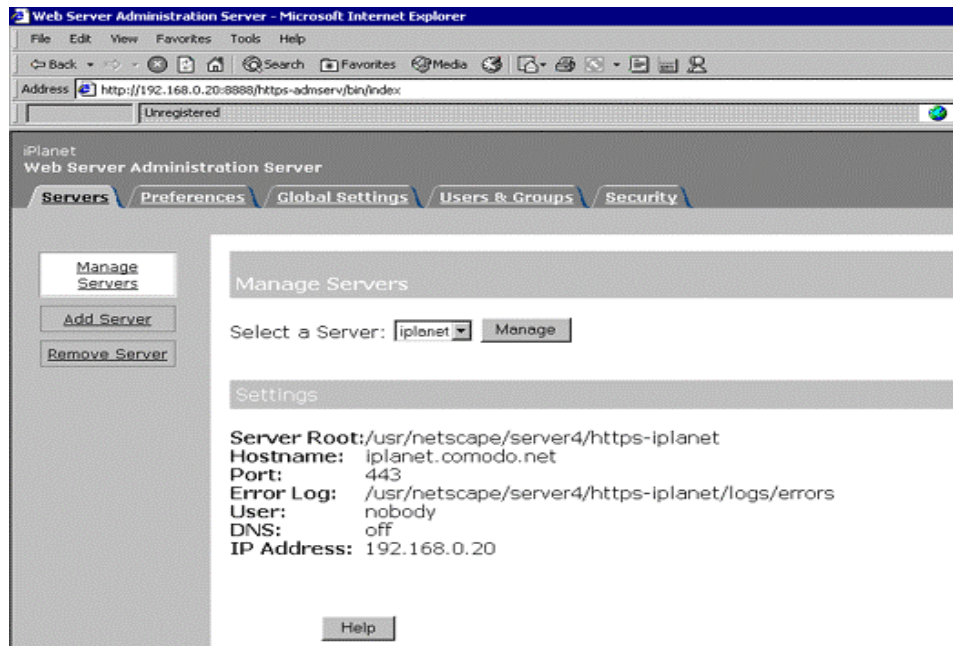 Web Server Administration Server - Microsoft Internet Explorer
File Edit View Favorites Tools Help
Back Search Favorites Media
Address http://192.168.0.20:8888/https-admserv/bin/index
Unregistered
iPlanet
Web Server Administration Server
Servers Preferences Global Settings Users & Groups Security
Manage
Servers
Add Server
Remove Server
Manage Servers
Select a Server: iplanet Manage
Settings
Server Root:/usr/netscape/server4/https-iplanet
Hostname: iplanet.comodo.net
Port: 443
Error Log: /usr/netscape/server4/https-iplanet/logs/errors
User: nobody
DNS: off
IP Address: 192.168.0.20
Help